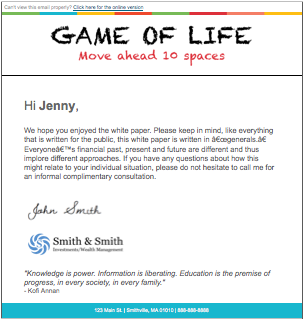 Can't view this email properly? Click here for the online version
GAME OF LIFE
Move ahead 10 spaces
Hi Jenny,
We hope you enjoyed the white paper. Please keep in mind, like everything
that is written for the public, this white paper is written in â€œgenerals.â€
Everyoneâ€™s financial past, present and future are different and thus
implore different approaches. If you have any questions about how this
might relate to your individual situation, please do not hesitate to call me for
an informal complimentary consultation.
John Smith
Smith & Smith
Investments/Wealth Management
"Knowledge is power. Information is liberating. Education is the premise of
progress, in every society, in every family."
- Kofi Annan
123 Main St. | Smithville, MA 01010 | 888-888-8888